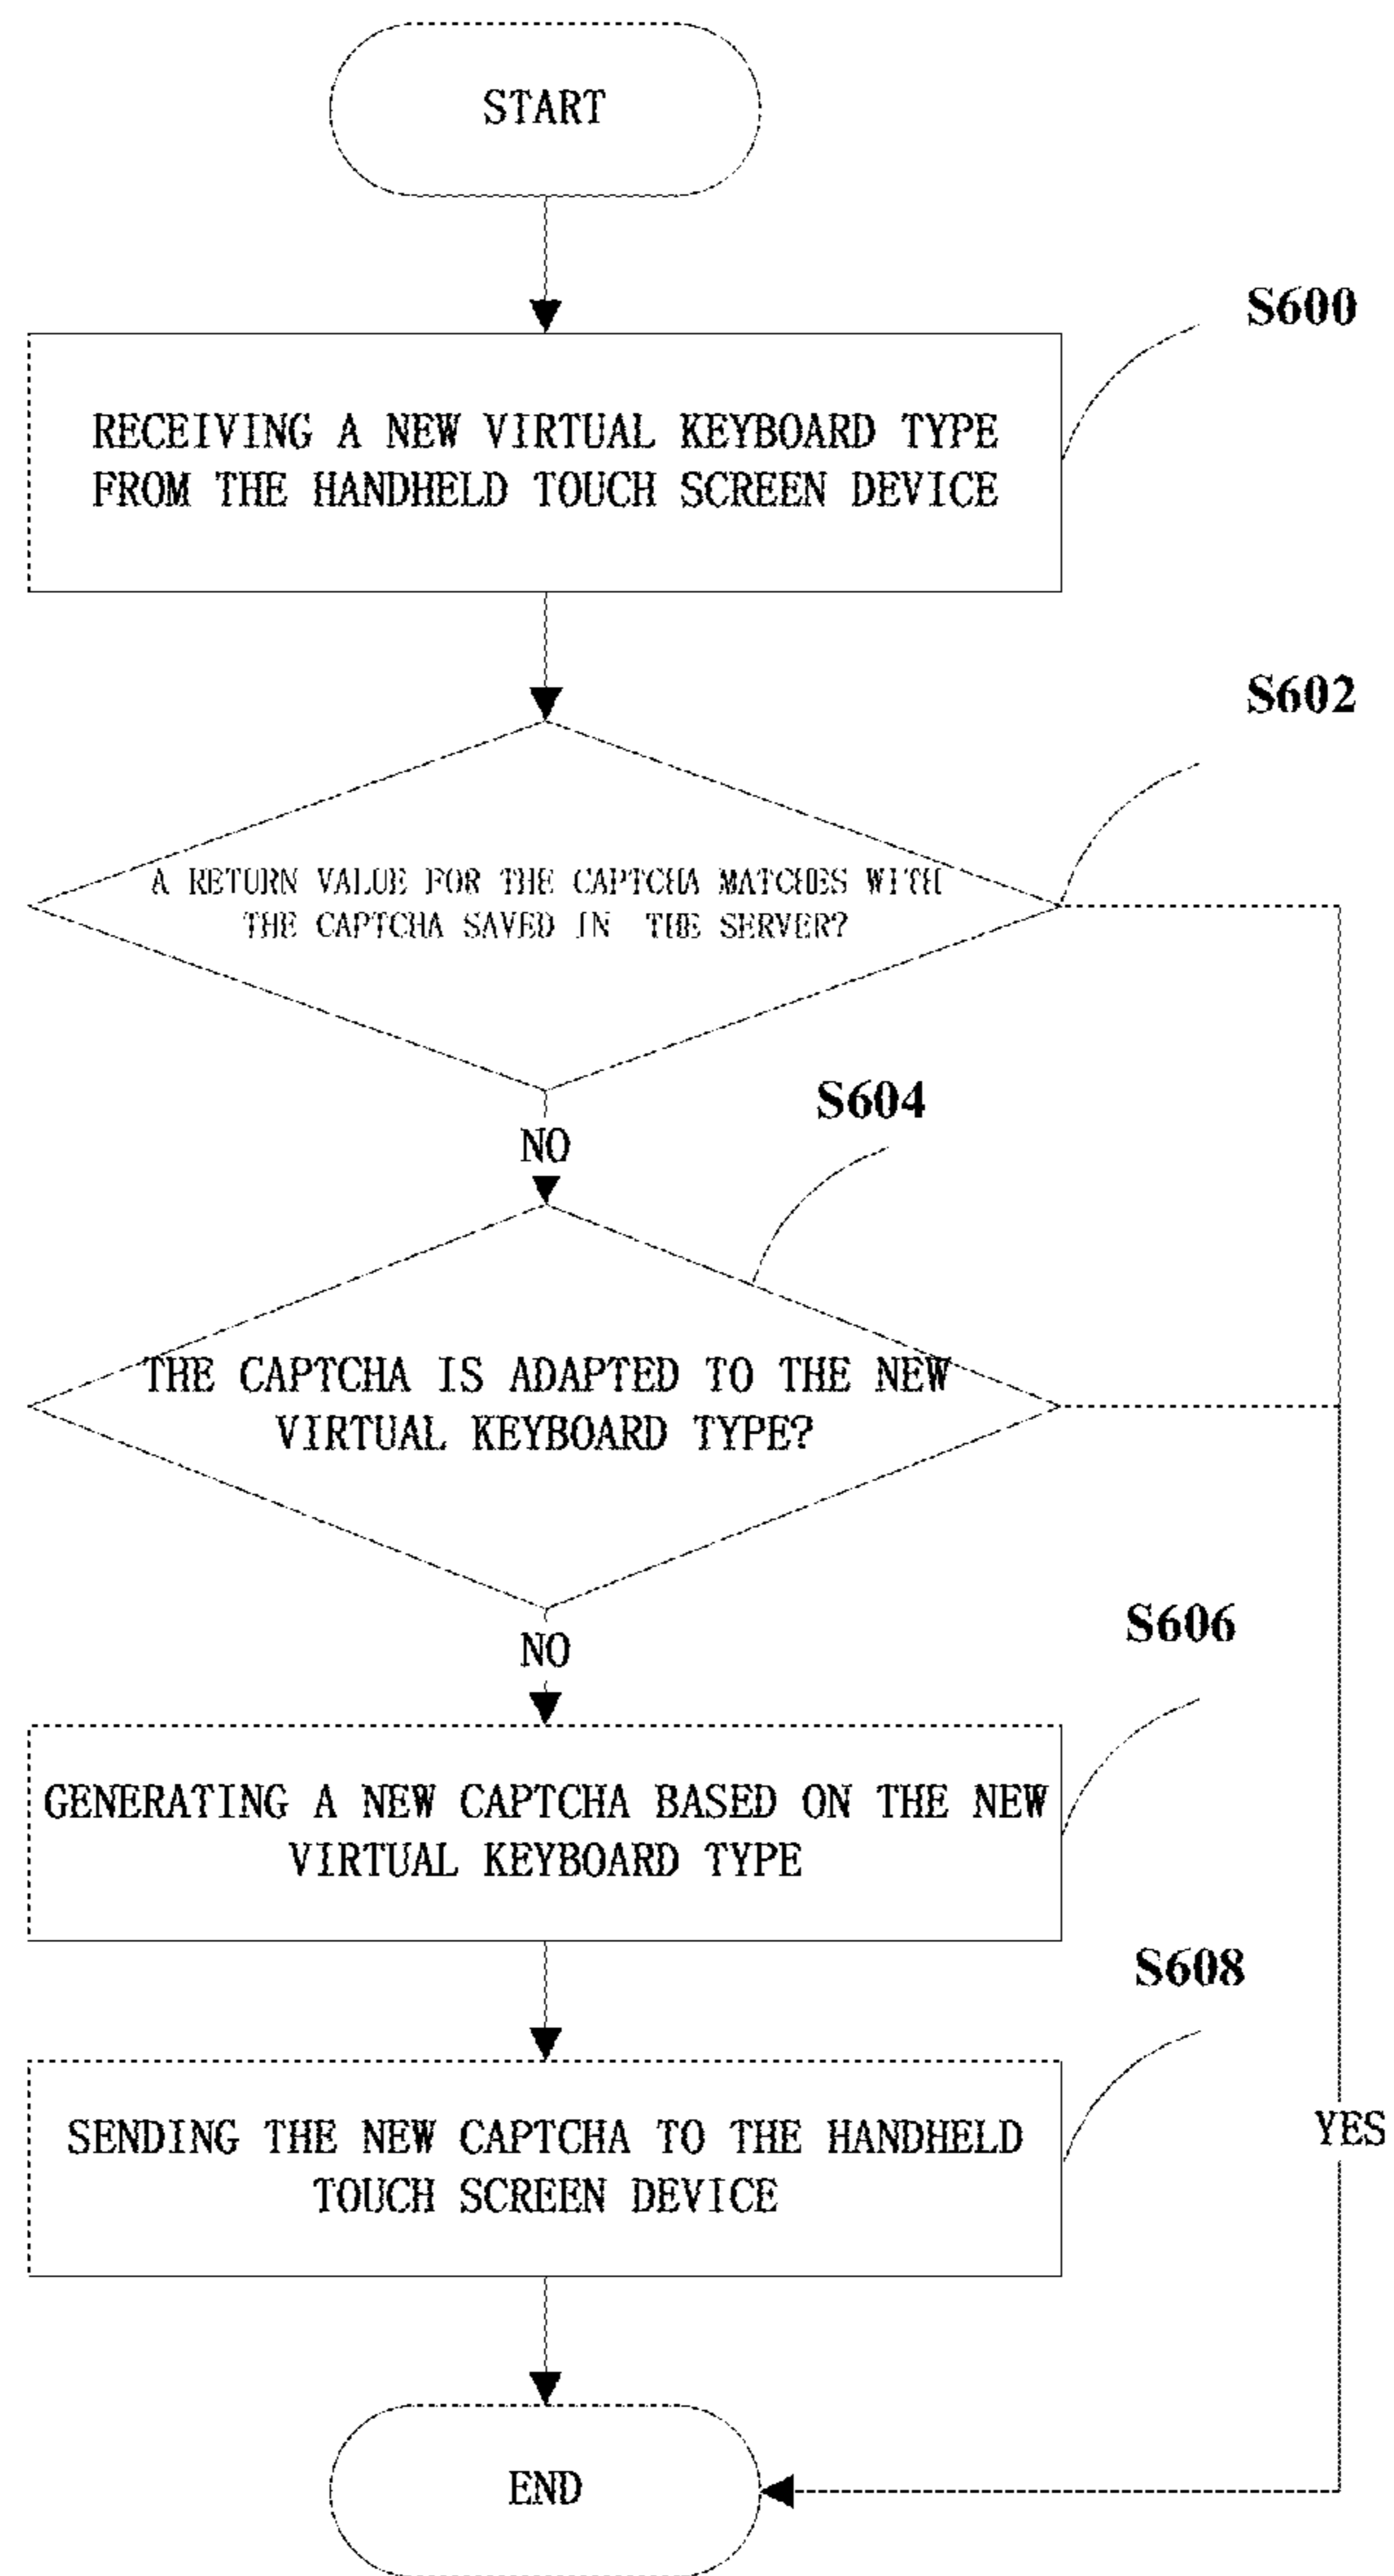 START
S600
RECEIVING A NEW VIRTUAL KEYBOARD TYPE
FROM THE HANDHELD TOUCH SCREEN DEVICE
S602
A RETURN VALUE FOR THE CAPTCHA MATCHES WITH
THE CAPTCHA SAVED IN THE SERVER?
NO
S604
THE CAPTCHA IS ADAPTED TO THE NEW
VIRTUAL KEYBOARD TYPE?
NO
S606
GENERATING A NEW CAPTCHA BASED ON THE NEW
VIRTUAL KEYBOARD TYPE
S608
SENDING THE NEW CAPTCHA TO THE HANDHELD
TOUCH SCREEN DEVICE
YES
END